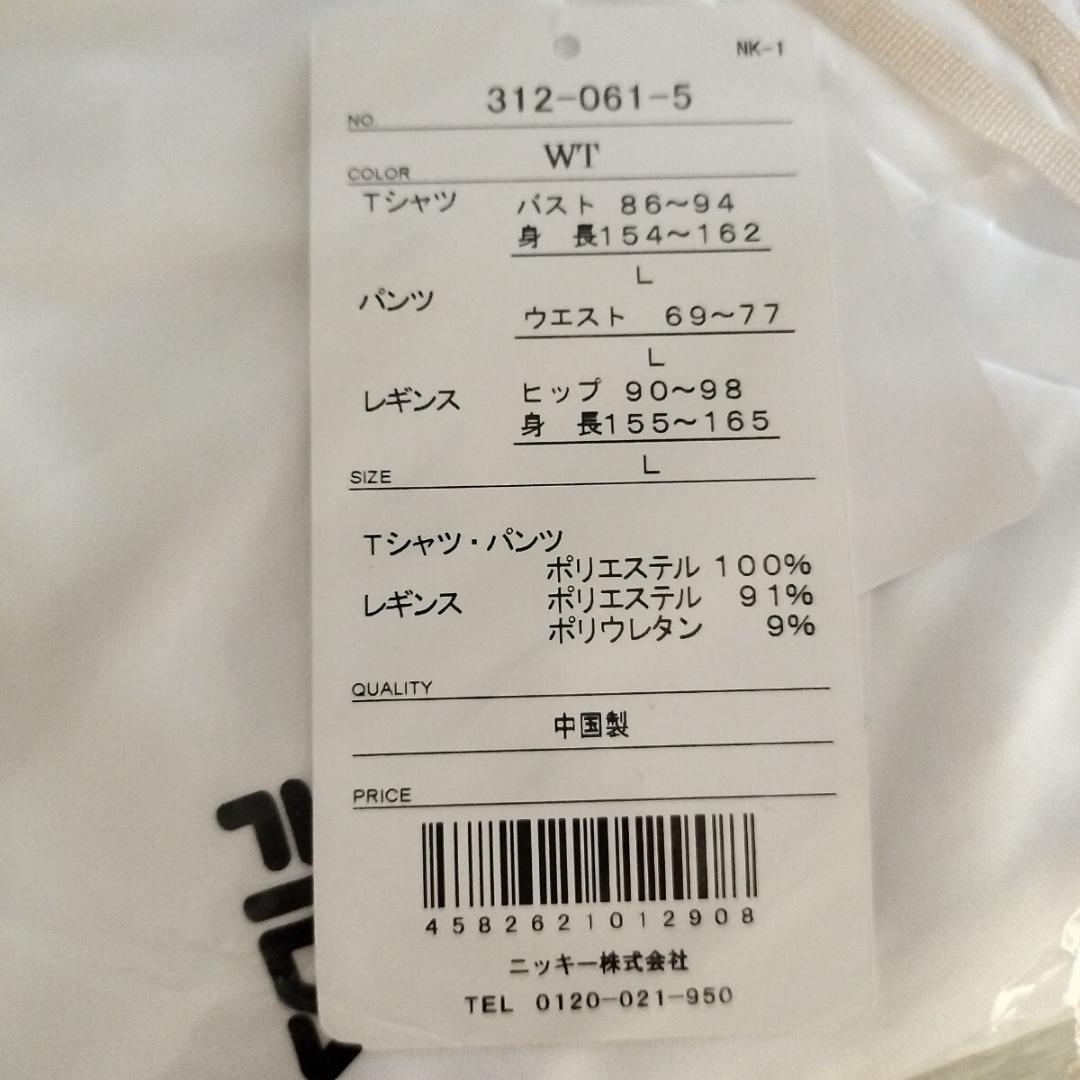 NK-1
NO 312-061-5
COLOR WT
Tシャツ バスト 86～94
身 長154～162
L
パンツ ウエスト 69～77
L
レギンス ヒップ 90～98
身 長155～165
SIZE L
Tシャツ・パンツ
ポリエステル 100%
レギンス ポリエステル 91%
ポリウレタン 9%
QUALITY
中国製
PRICE
4582621012908
ニッキー株式会社
TEL 0120-021-950
FILA